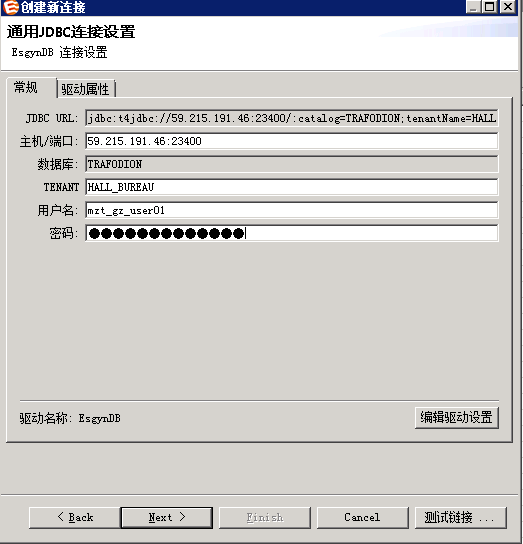 创建新连接
通用JDBC连接设置
EsgynDB 连接设置
常规 驱动属性
JDBC URL: jdbc:t4jdbc://59.215.191.46:23400/:catalog=TRAFODION;tenantName=HALL
主机/端口: 59.215.191.46:23400
数据库: TRAFODION
TENANT HALL_BUREAU
用户名: mzt_gz_user01
密码: ●●●●●●●●●●●●●
驱动名称: EsgynDB 编辑驱动设置
< Back Next > Finish Cancel 测试链接 ...